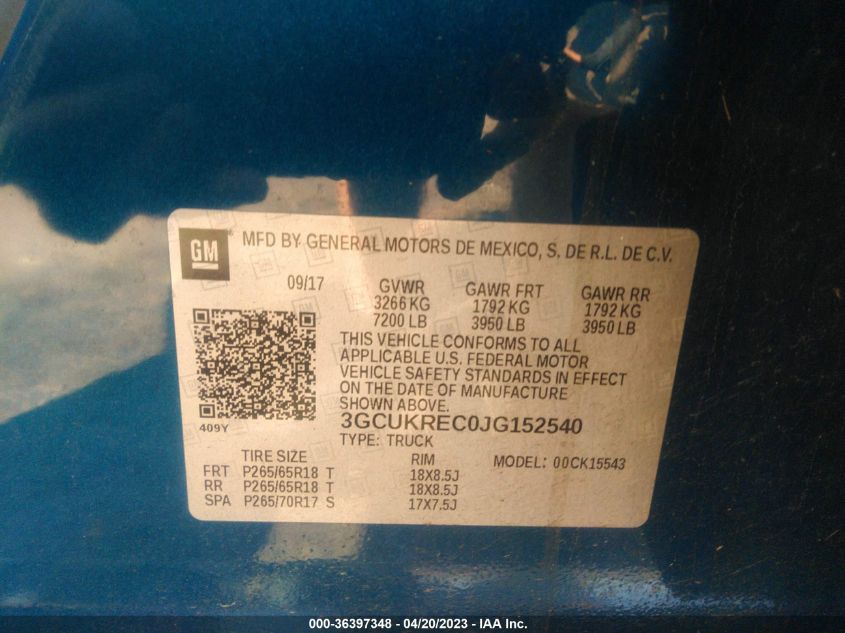 GM
MFD BY GENERAL MOTORS DE MEXICO, S. DE R.L. DE C.V.
09/17 GVWR GAWR FRT GAWR RR
3266 KG 1792 KG 1792 KG
7200 LB 3950 LB 3950 LB
THIS VEHICLE CONFORMS TO ALL
APPLICABLE U.S. FEDERAL MOTOR
VEHICLE SAFETY STANDARDS IN EFFECT
ON THE DATE OF MANUFACTURE
SHOWN ABOVE.
409Y 3GCUKREC0JG152540
TYPE: TRUCK
TIRE SIZE RIM MODEL: 00CK15543
FRT P265/65R18 T 18X8.5J
RR P265/65R18 T 18X8.5J
SPA P265/70R17 S 17X7.5J
000-36397348 - 04/20/2023 - IAA Inc.